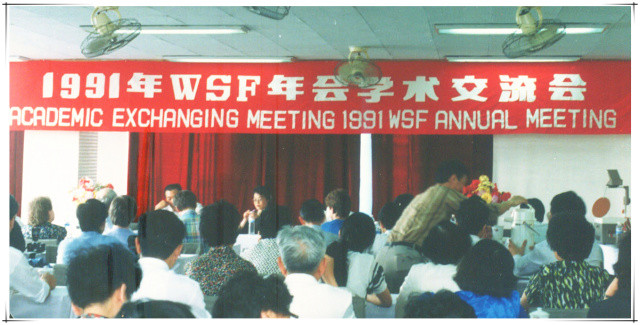 1991年WSF年会学术交流会
ACADEMIC EXCHANGING MEETING 1991 WSF ANNUAL MEETING